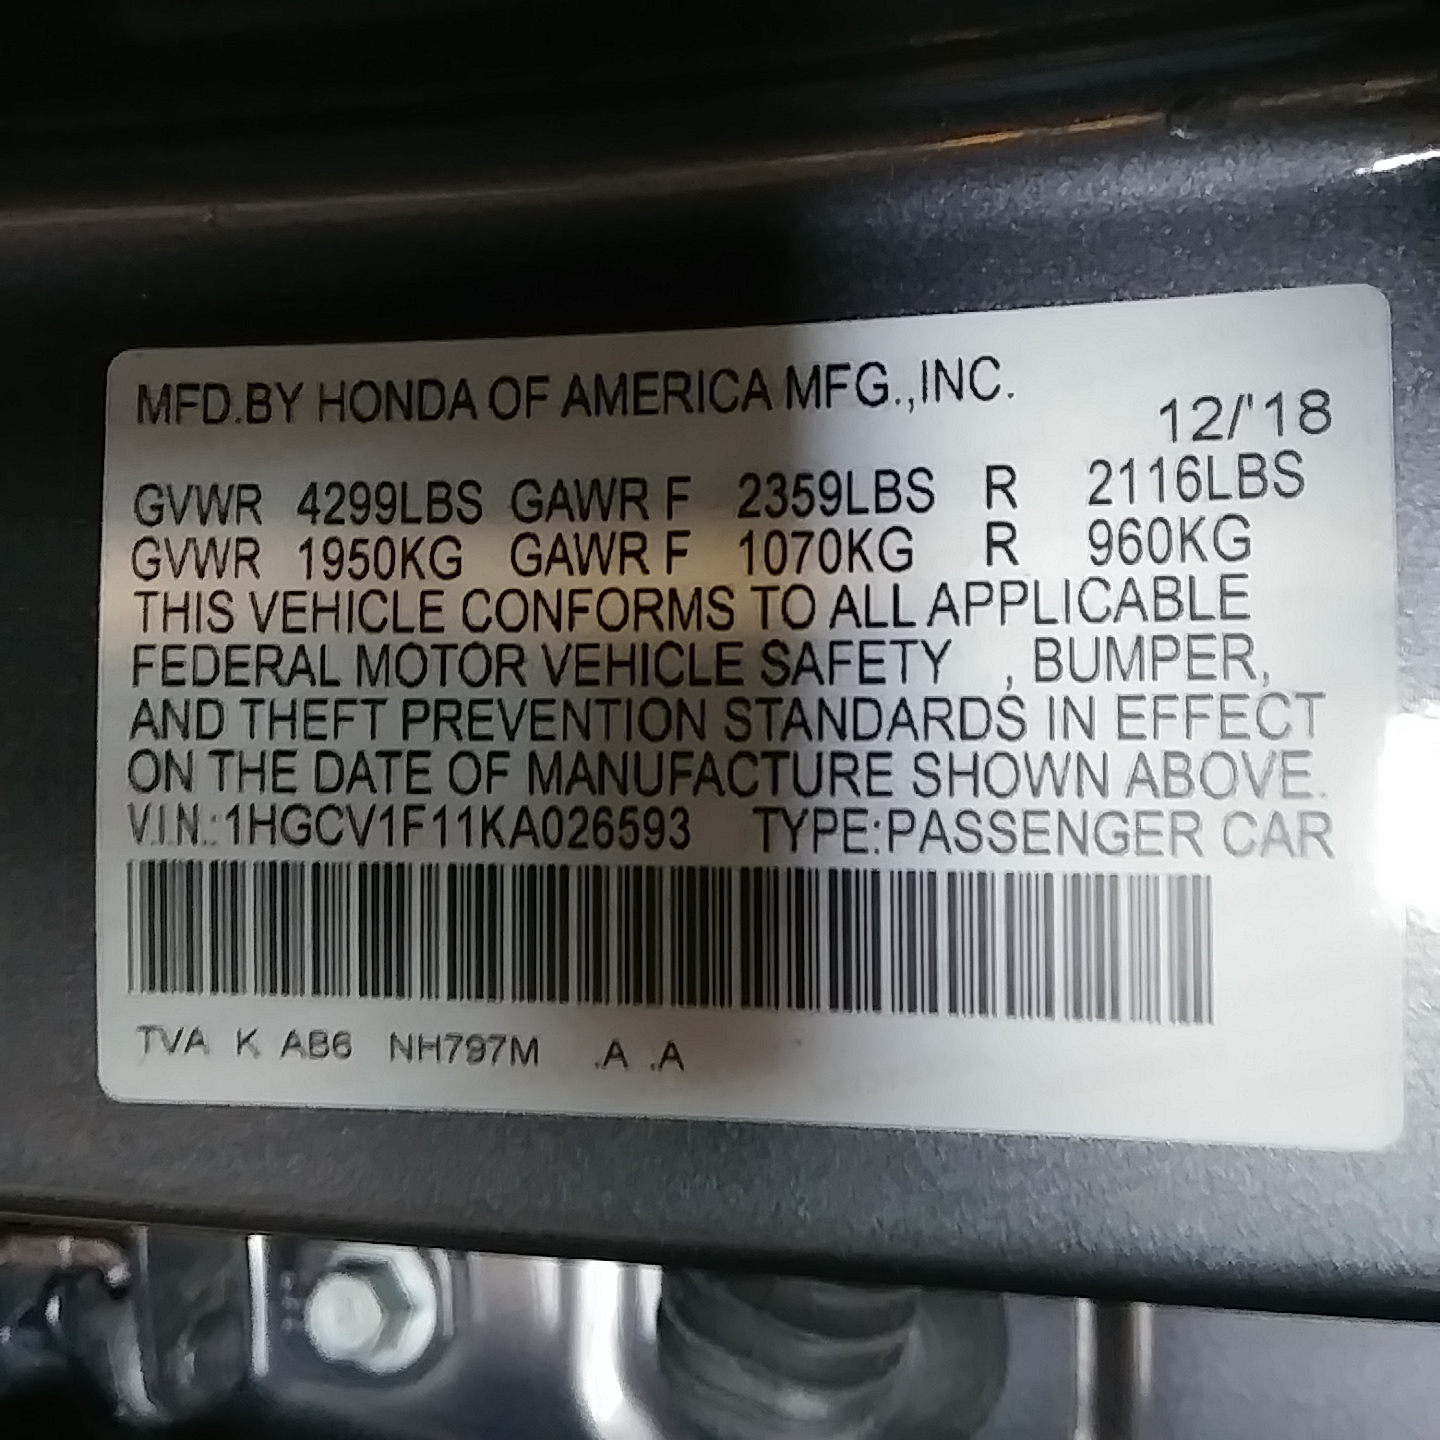 MFD.BY HONDA OF AMERICA MFG.,INC.
12/'18
GVWR 4299LBS GAWR F 2359LBS R 2116LBS
GVWR 1950KG GAWR F 1070KG R 960KG
THIS VEHICLE CONFORMS TO ALL APPLICABLE
FEDERAL MOTOR VEHICLE SAFETY , BUMPER,
AND THEFT PREVENTION STANDARDS IN EFFECT
ON THE DATE OF MANUFACTURE SHOWN ABOVE.
V.I.N.:1HGCV1F11KA026593 TYPE:PASSENGER CAR
TVA K AB6 NH797M .A .A